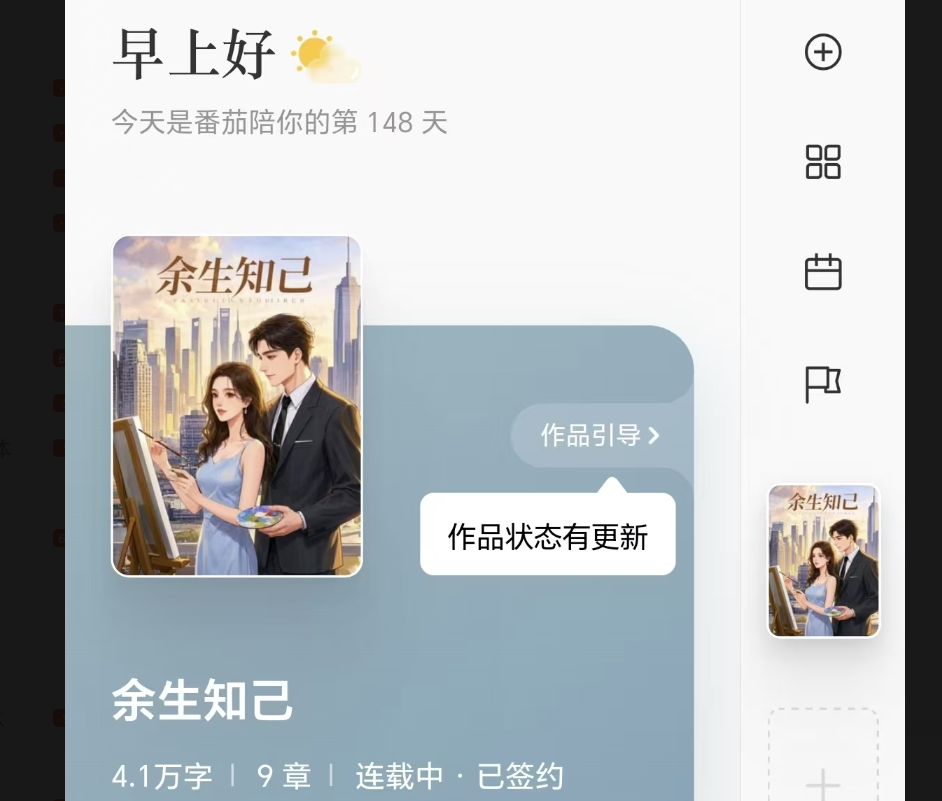 早上好
今天是番茄陪你的第 148 天
余生知己
作品引导
作品状态有更新
余生知己
余生知己
4.1万字 | 9 章 | 连载中 · 已签约